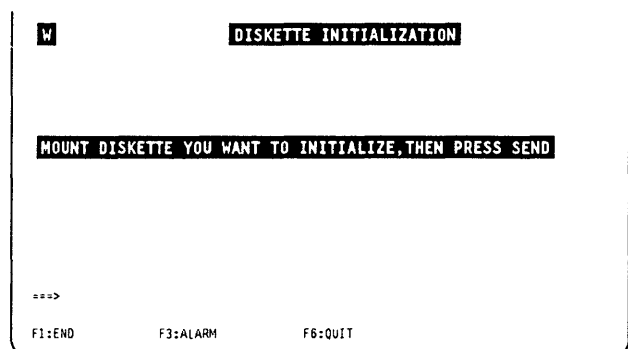 W DISKETTE INITIALIZATION
MOUNT DISKETTE YOU WANT TO INITIALIZE,THEN PRESS SEND
===>
F1:END F3:ALARM F6:QUIT